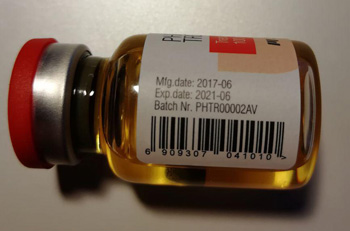 Mfg.date: 2017-06
Exp.date: 2021-06
Batch Nr. PHTR00002AV
6 909307 041010 >